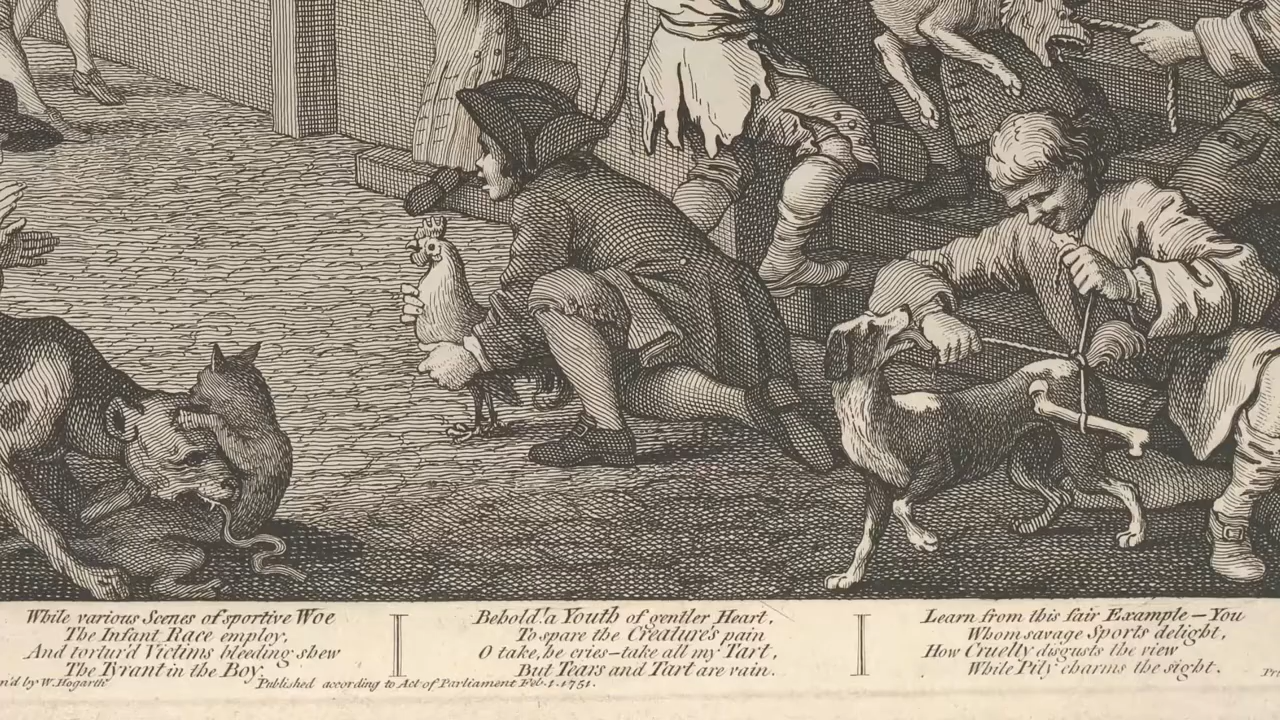 While various Scenes of sportive Woe
The Infant Race employ,
And tortur'd Victims bleeding shew
The Tyrant in the Boy.
Behold! a Youth of gentler Heart,
To spare the Creature's pain
O take, he cries—take all my Tart,
But Tears and Tart are vain.
Learn from this fair Example—You
Whom savage Sports delight,
How Cruelty disgusts the view
While Pity charms the sight.
n'd by W. Hogarth
Published according to Act of Parliament Feb. 1. 1751.